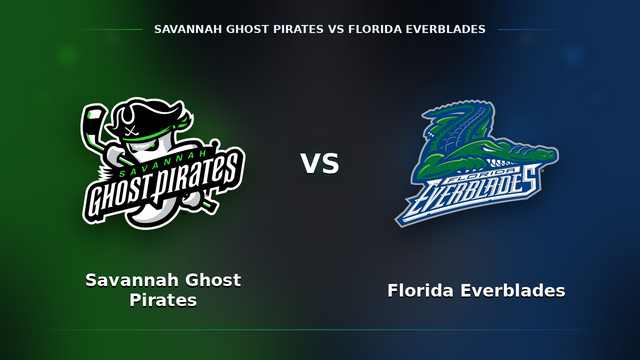 SAVANNAH GHOST PIRATES VS FLORIDA EVERBLADES
SAVANNAH
GHOST PIRATES
VS
FLORIDA
EVERBLADES
Savannah Ghost
Pirates
Florida Everblades